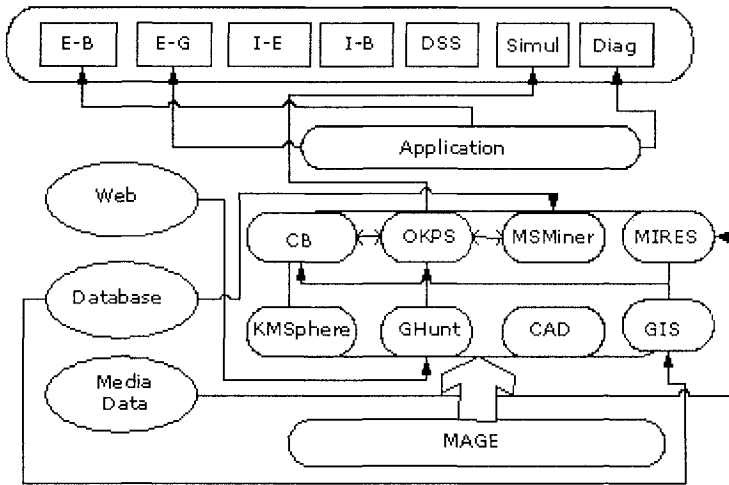 E-B
E-G
I-E
I-B
DSS
Simul
Diag
Application
Web
CB
OKPS
MSMiner
MIRES
Database
KMSphere
GHunt
CAD
GIS
Media
Data
MAGE